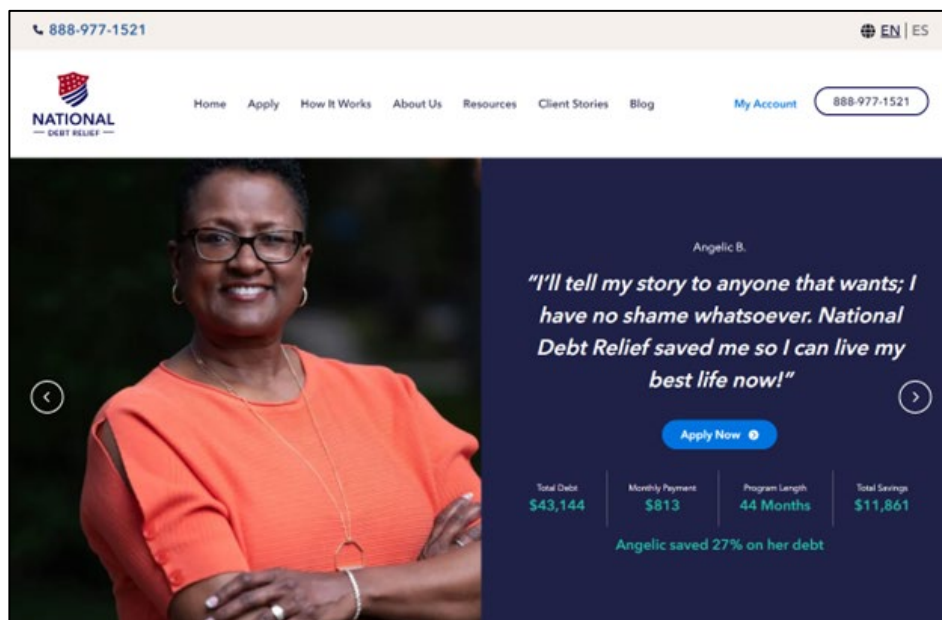 888-977-1521
EN | ES
NATIONAL
DEBT RELIEF
Home Apply How It Works About Us Resources Client Stories Blog My Account 888-977-1521
Angelic B.
"I'll tell my story to anyone that wants; I
have no shame whatsoever. National
Debt Relief saved me so I can live my
best life now!"
Apply Now
Total Debt Monthly Payment Program Length Total Savings
$43,144 $813 44 Months $11,861
Angelic saved 27% on her debt